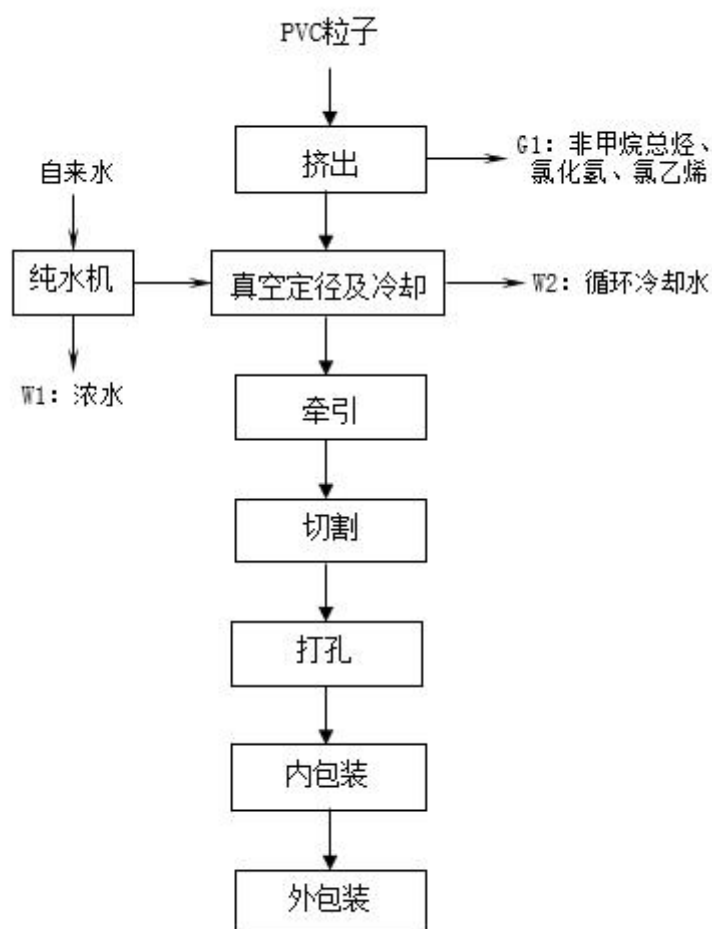 PVC粒子
挤出
G1: 非甲烷总烃、
氯化氢、氯乙烯
自来水
纯水机
真空定径及冷却
W2: 循环冷却水
W1: 浓水
牵引
切割
打孔
内包装
外包装